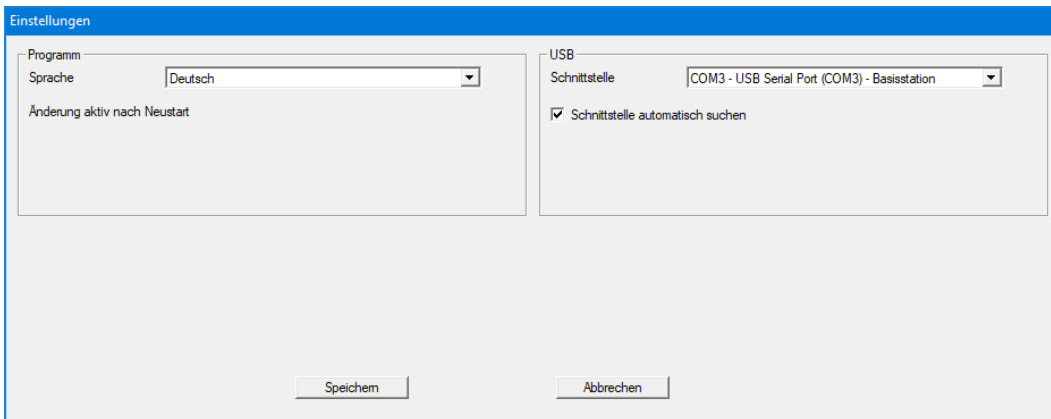 Einstellungen
Programm
Sprache Deutsch
Änderung aktiv nach Neustart
USB
Schnittstelle COM3 - USB Serial Port (COM3) - Basisstation
Schnittstelle automatisch suchen
Speichern Abbrechen